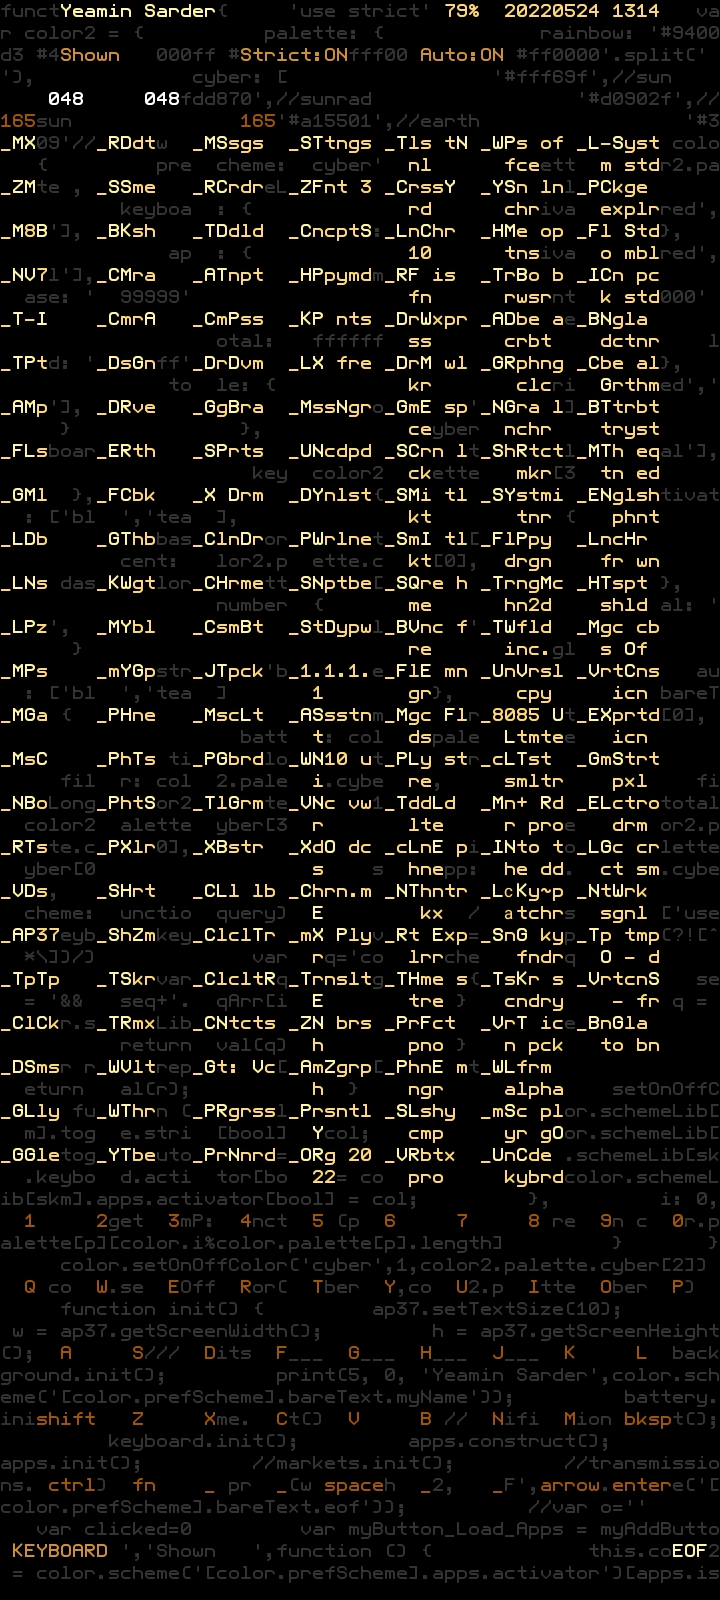 functYeamin Sarder{ 'use strict' 79% 20220524 1314 va
r color2 = { palette: { rainbow: '#9400
d3 #4Shown 000ff #Strict:ONfff00 Auto:ON #ff0000'.split('
'), cyber: [ '#fff69f',//sun
048 048fdd870',//sunrad '#d0902f',//
165sun 165'#a15501',//earth '#3
_MX09'//_RDdtw _MSsgs _STtngs _Tls tN _WPs of _L-Syst colo
{ pre cheme: cyber' nl fceett m stdr2.pa
_ZMte , _SSme _RCrdreL_ZFnt 3 _CrssY _YSn lnl_PCkge
keyboa : { rd chriva explrred',
_M8B'], _BKsh _TDdld _CncptS: _LnChr _HMe op _Fl Std},
ap : { 10 tnsiva o mblred',
_NV7l'],_CMra _ATnpt _HPpymdm_RF is _TrBo b _ICn pc
ase: ' 99999' fn rwsrnt k std000'
_T-I _CmrA _CmPss _KP nts _DrWxpr _ADbe ae_BNgla
otal: ffffff ss crbt dctnr l
_TPtd: '_DsGnff'_DrDvm _LX fre _DrM wl _GRphng _Cbe al},
to le: { kr clcri Grthmed','
_AMp'], _DRve _GgBra _MssNgro_GmE sp'_NGra l]_BTtrbt
} }, cecyber nchr tryst
_FLsboar_ERth _SPrts _UNcdpd _SCrn lt_ShRtctl_MTh eqal'],
key color2 ckette mkr[3 tn ed
_GMl }, _FCbk _X Drm _DYnlst{ _SMi tl _SYstmi _ENglshtivat
: ['bl ','tea ], kt tnr { phnt
_LDb _GThbbas_ClnDror_PWrlnet_SmI tl[_FlPpy _LncHr
cent: lor2.p ette.c kt[0], drgn fr wn
_LNs das_KWgtlor_CHrmett_SNptbe[_SQre h _TrngMc _HTspt },
number { me hn2d shld al: '
_LPz', _MYbl _CsmBt _StDypwl_BVnc f'_TWfld _Mgc cb
} re inc.gl s Of
_MPs _mYGpstr_JTpck'b_1.1.1.e_FlE mn _UnVrsl _VrtCns au
: ['bl ','tea ] 1 gr}, cpy icn bareT
_MGa { _PHne _MscLt _ASsstnm_Mgc Flr_8085 Ut_EXprtd[0],
batt t: col dspale Ltmtee icn
_MsC _PhTs ti_PGbrdlo_WN10 ut_PLy str_cLTst _GmStrt
fil r: col 2.pale i.cybe re, smltr pxl fi
_NBoLong_PhtSor2_TlGrmte_VNc vw1_TddLd _Mn+ Rd _ELctrototal
color2 alette yber[3 r lte r proe drm or2.p
_RTste.c_PXlr0],_XBstr _XdO dc _cLnE pi_INto to_LGc crlette
yber[0 s s hnepp: he dd. ct sm.cybe
_VDs, _SHrt _CLl lb _Chrn.m _NThntr _LcKy~p _NtWrk
cheme: unctio query) E kx / atchrs sgnl ['use
_AP37eyb_ShZmkey_ClclTr _mX Plyv_Rt Exp=_SnG kyp_Tp tmp(?![^
*\])/) var rq='co lrrche fndrq O - d
_TpTp _TSkrvar_ClcltRq_Trnsltg_THme s{_TsKr s _VrtcnS se
= '&& seq+'. qArr[i E tre } cndry - fr q =
_ClCkr.s_TRmxLib_CNtcts _ZN brs _PrFct _VrT ice_BnGla
return val(q) h pno } n pck to bn
_DSmsr r_WVltrep_Gt: Vc[_AmZgrp[_PhnE mt_WLfrm
eturn al(r); h } ngr alpha setOnOffC
_GLly fu_WThrn (_PRgrssl_Prsntl _SLshy _mSc plor.schemeLib[
m].tog e.stri [bool] Ycol; cmp yr gOor.schemeLib[
_GGletog_YTbeuto_PrNnrd=_ORg 20 _VRbtx _UnCde .schemeLib[sk
.keybo d.acti tor[bo 22= co pro kybrdcolor.schemeL
ib[skm].apps.activator[bool] = col; }, i: 0,
1 2get 3mP: 4nct 5 (p 6 7 8 re 9n c 0r.p
alette[p][color.i%color.palette[p].length] } }
color.setOnOffColor('cyber',1,color2.palette.cyber[2])
Q co W.se EOff Ror( Tber Y,co U2.p Itte Ober P)
function init() { ap37.setTextSize(10);
w = ap37.getScreenWidth(); h = ap37.getScreenHeight
(); A S/// Dits F___ G___ H___ J___ K L back
ground.init(); print(5, 0, 'Yeamin Sarder',color.sch
eme('[color.prefScheme].bareText.myName')); battery.
inishift Z Xme. Ct() V B // Nifi Mion bkspt();
keyboard.init(); apps.construct();
apps.init(); //markets.init(); //transmissio
ns. ctrl) fn _ pr _(w spaceh _2, _F',arrow.entere('[
color.prefScheme].bareText.eof')); //var o=''
var clicked=0 var myButton_Load_Apps = myAddButto
KEYBOARD ','Shown ',function () { this.coEOF2
= color.scheme('[color.prefScheme].apps.activator')[apps.is